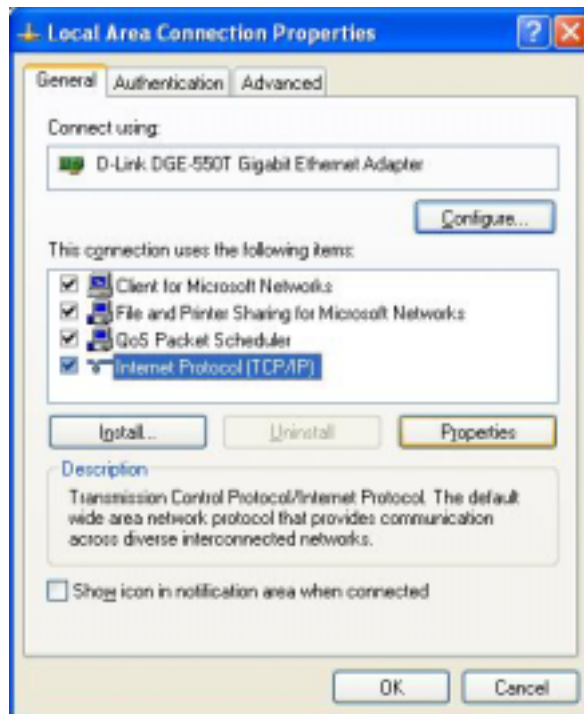 Local Area Connection Properties
General Authentication Advanced
Connect using:
D-Link DGE-550T Gigabit Ethernet Adapter
Configure...
This connection uses the following items:
Client for Microsoft Networks
File and Printer Sharing for Microsoft Networks
QoS Packet Scheduler
Internet Protocol (TCP/IP)
Install... Uninstall Properties
Description
Transmission Control Protocol/Internet Protocol. The default
wide area network protocol that provides communication
across diverse interconnected networks.
Show icon in notification area when connected
OK Cancel